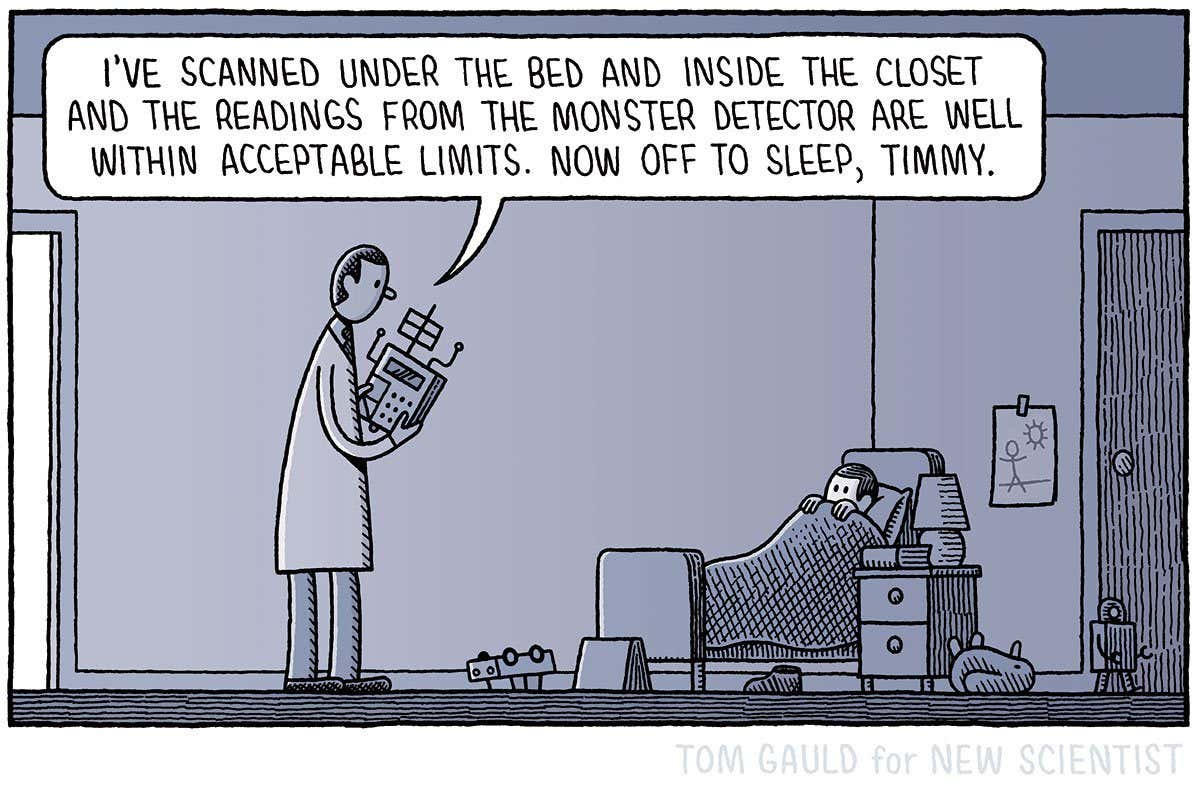 I'VE SCANNED UNDER THE BED AND INSIDE THE CLOSET
AND THE READINGS FROM THE MONSTER DETECTOR ARE WELL
WITHIN ACCEPTABLE LIMITS. NOW OFF TO SLEEP, TIMMY.
TOM GAULD for NEW SCIENTIST